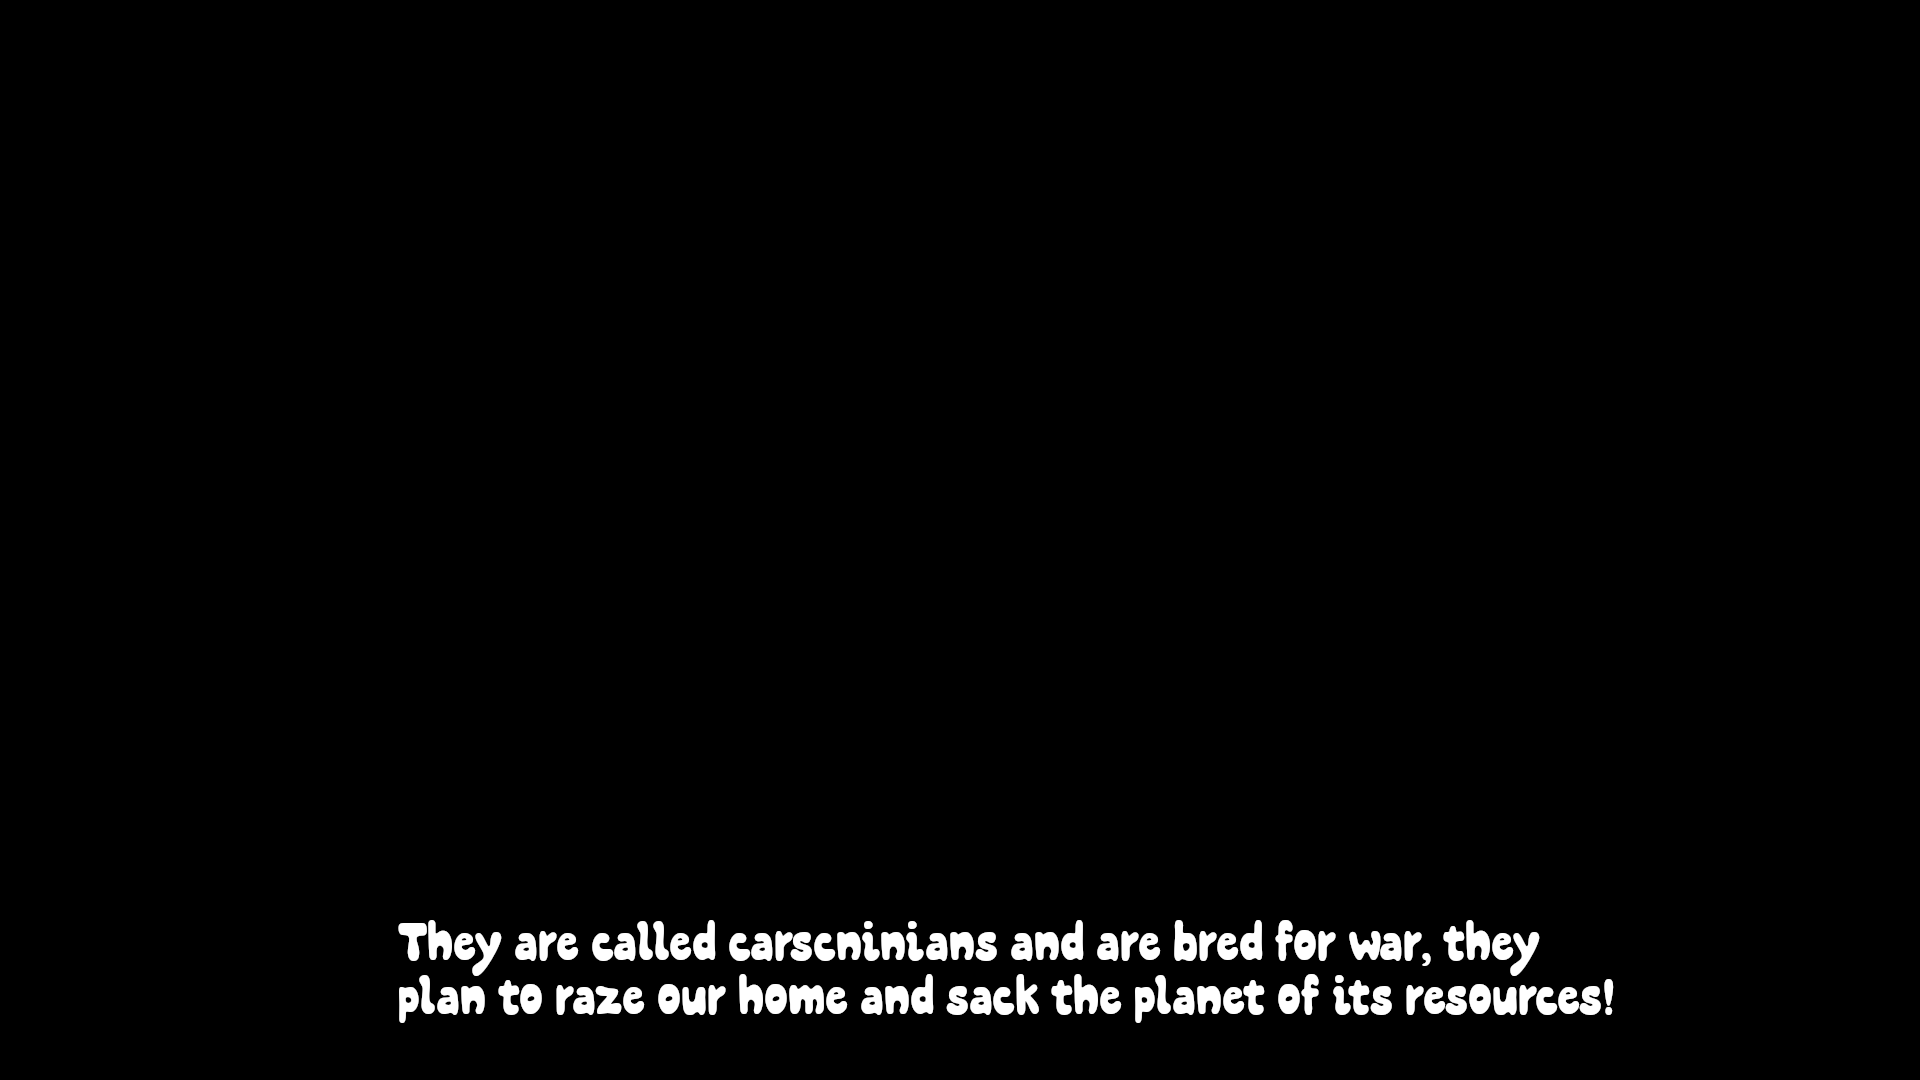 They are called carscninians and are bred for war, they
plan to raze our home and sack the planet of its resources!